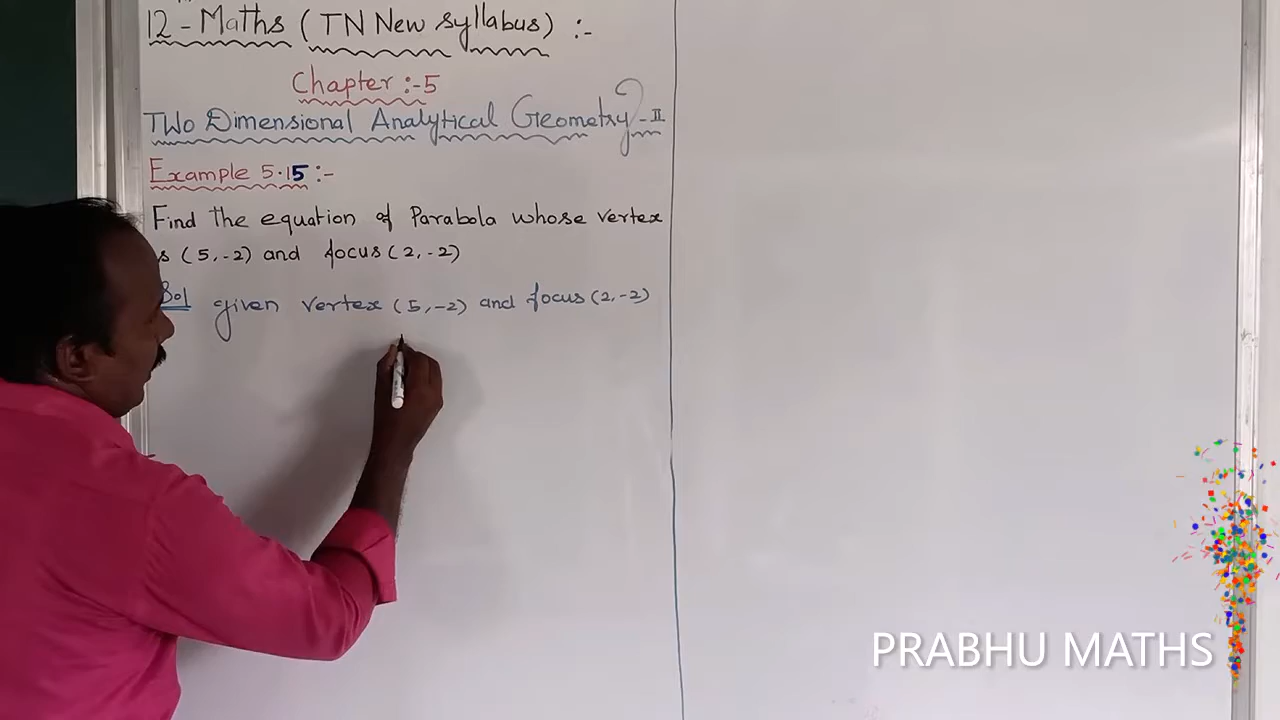 12 - Maths ( TN New syllabus) :-
Chapter :-5
TWO Dimensional Analytical Geometry - II
Example 5.15 :-
Find the equation of Parabola whose vertex
s (5,-2) and focus (2,-2)
Sol given vertex (5,-2) and focus (2,-2)
PRABHU MATHS